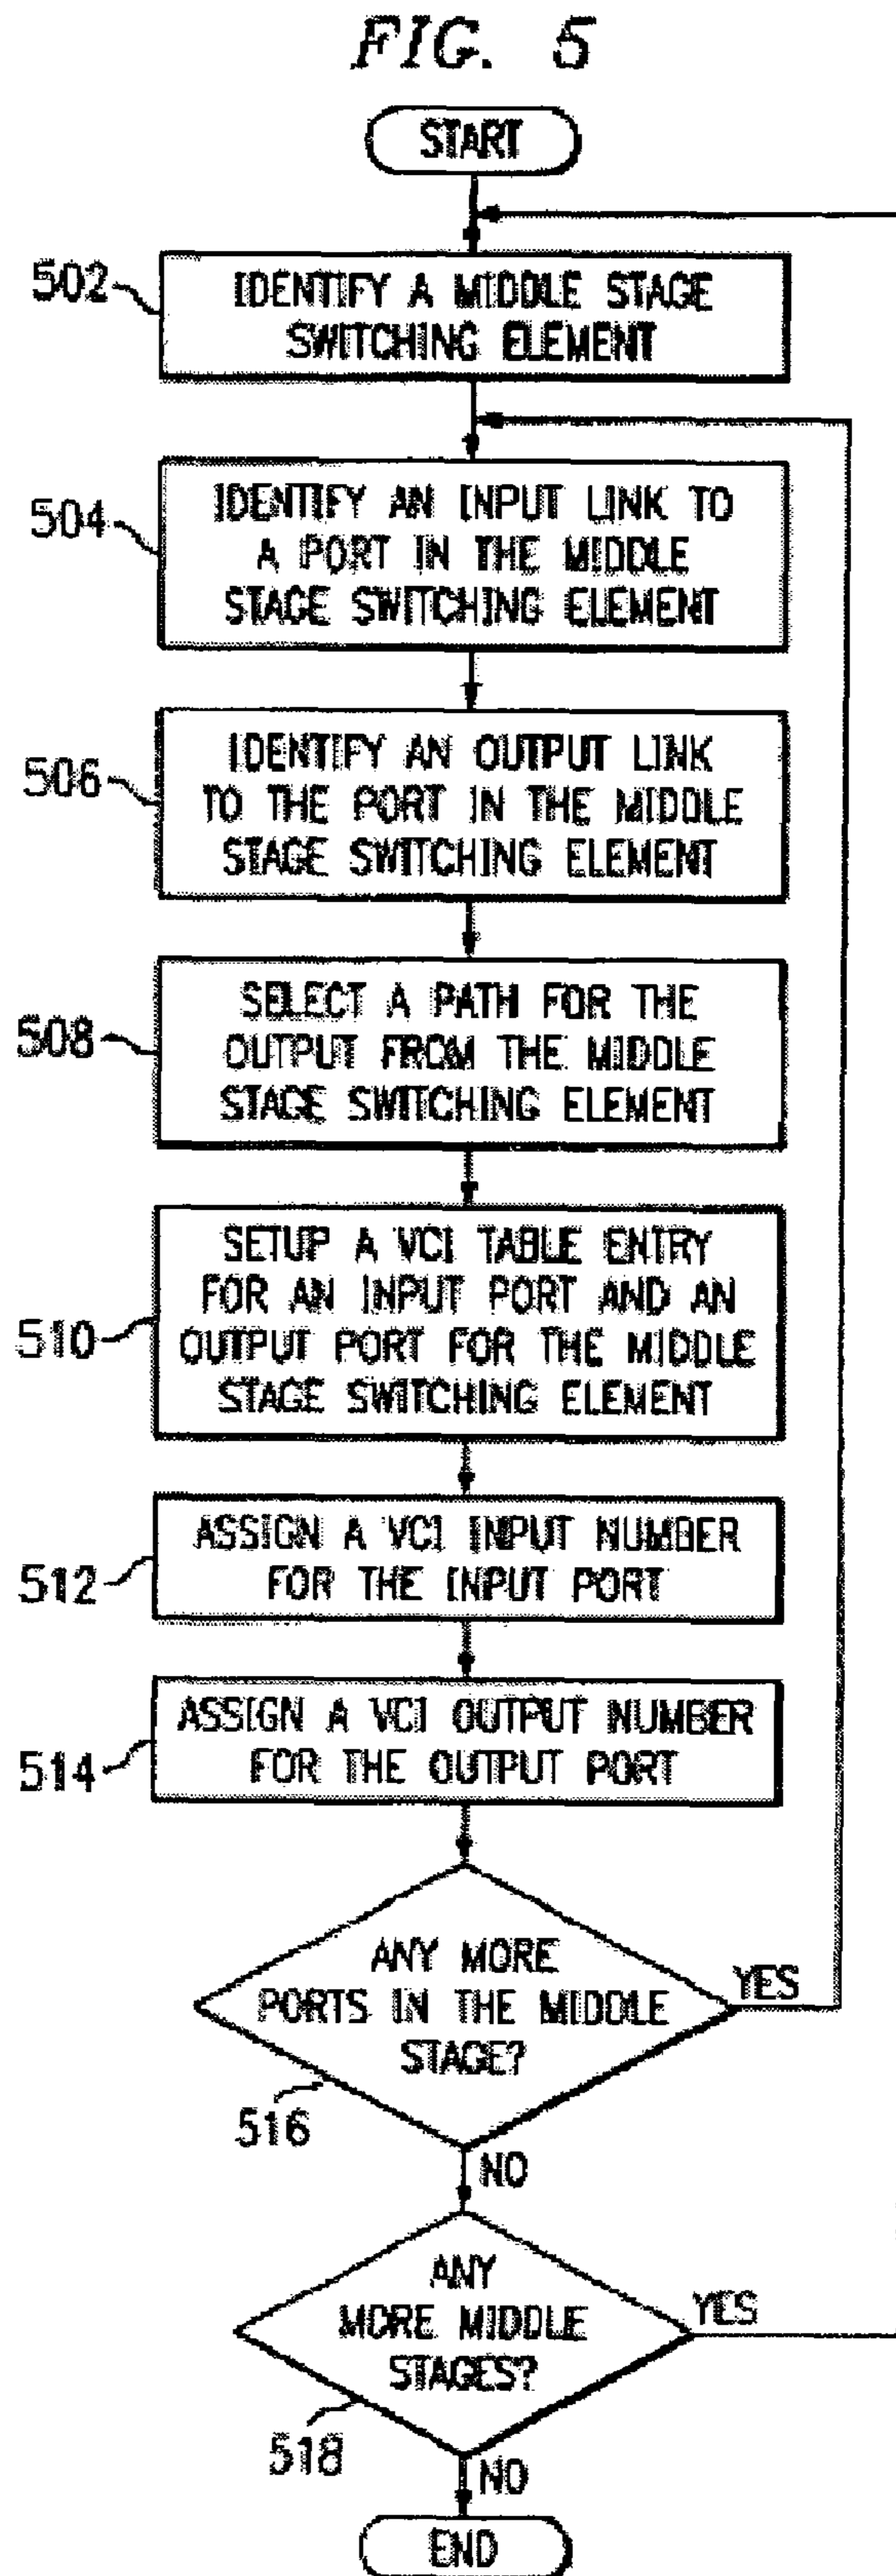 FIG. 5
START
502
IDENTIFY A MIDDLE STAGE
SWITCHING ELEMENT
504
IDENTIFY AN INPUT LINK TO
A PORT IN THE MIDDLE
STAGE SWITCHING ELEMENT
506
IDENTIFY AN OUTPUT LINK
TO THE PORT IN THE MIDDLE
STAGE SWITCHING ELEMENT
508
SELECT A PATH FOR THE
OUTPUT FROM THE MIDDLE
STAGE SWITCHING ELEMENT
510
SETUP A VCI TABLE ENTRY
FOR AN INPUT PORT AND AN
OUTPUT PORT FOR THE MIDDLE
STAGE SWITCHING ELEMENT
512
ASSIGN A VCI INPUT NUMBER
FOR THE INPUT PORT
514
ASSIGN A VCI OUTPUT NUMBER
FOR THE OUTPUT PORT
ANY MORE
PORTS IN THE MIDDLE
STAGE?
YES
516
NO
ANY
MORE MIDDLE
STAGES?
YES
518
NO
END